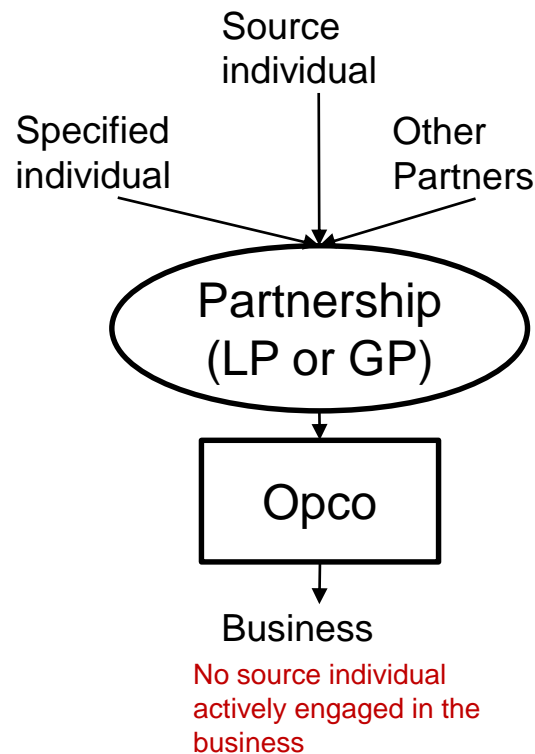 Source
individual
Specified
individual
Other
Partners
Partnership
(LP or GP)
Opco
Business
No source individual
actively engaged in the
business